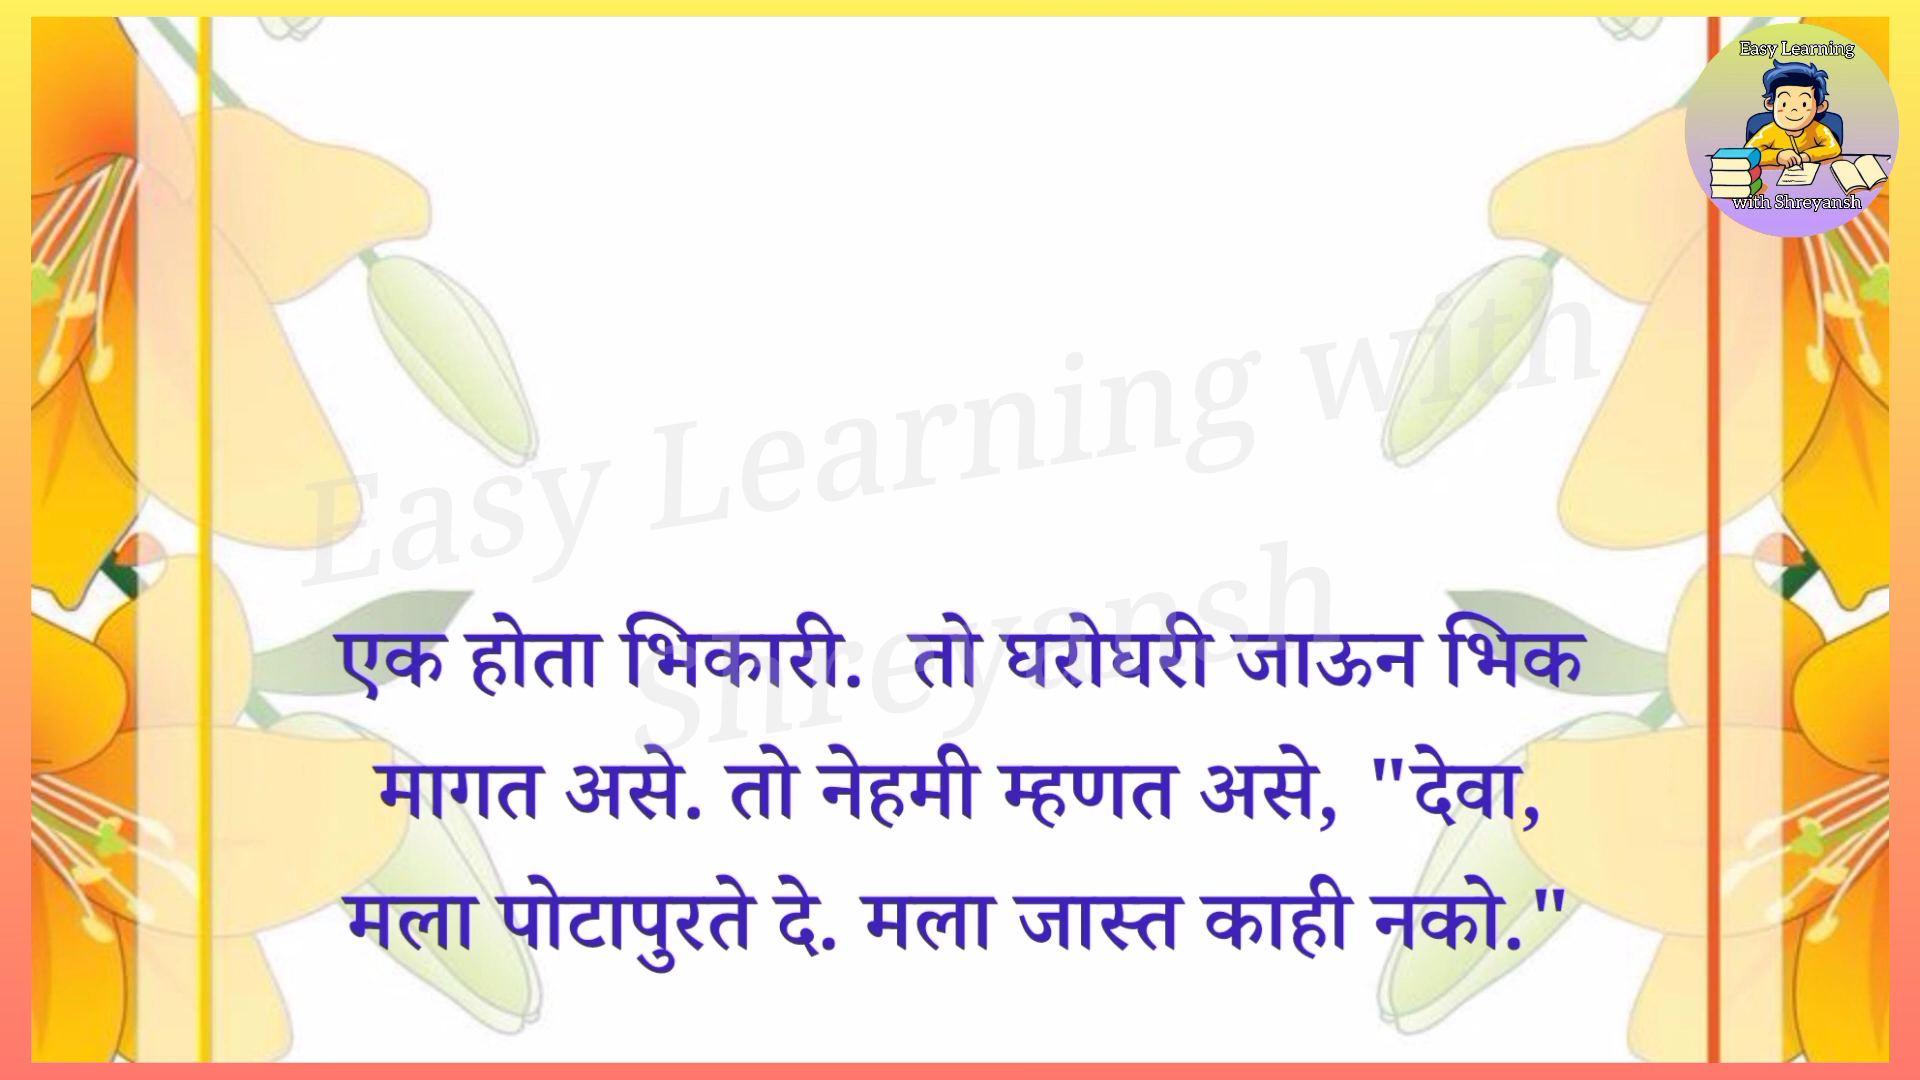 Easy Learning
with Shreyansh
Easy Learning with
Shreyansh
एक होता भिकारी. तो घरोघरी जाऊन भिक
मागत असे. तो नेहमी म्हणत असे, "देवा,
मला पोटापुरते दे. मला जास्त काही नको."